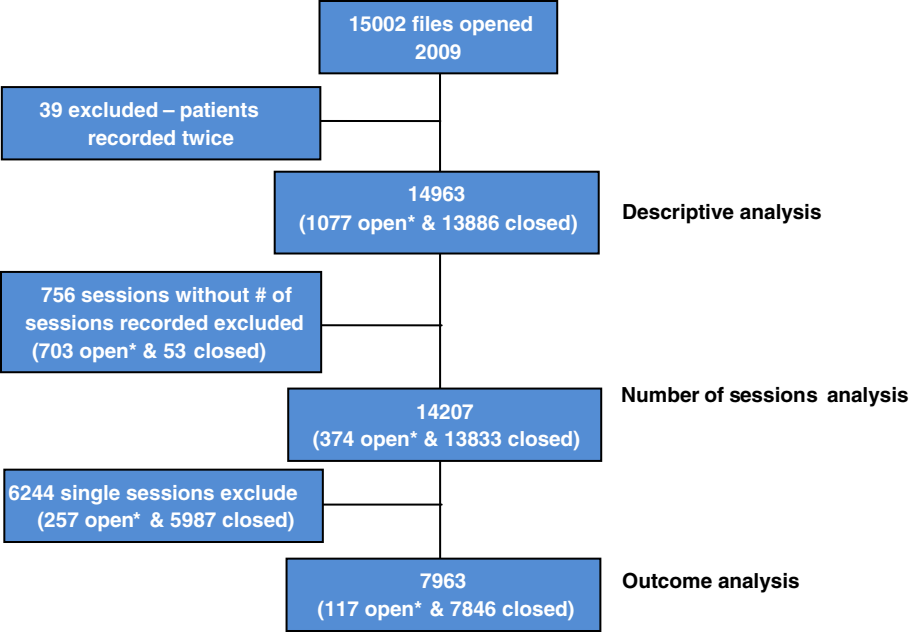 15002 files opened
2009
39 excluded – patients
recorded twice
14963
(1077 open* & 13886 closed)
Descriptive analysis
756 sessions without # of
sessions recorded excluded
(703 open* & 53 closed)
14207
(374 open* & 13833 closed)
Number of sessions analysis
6244 single sessions exclude
(257 open* & 5987 closed)
7963
(117 open* & 7846 closed)
Outcome analysis